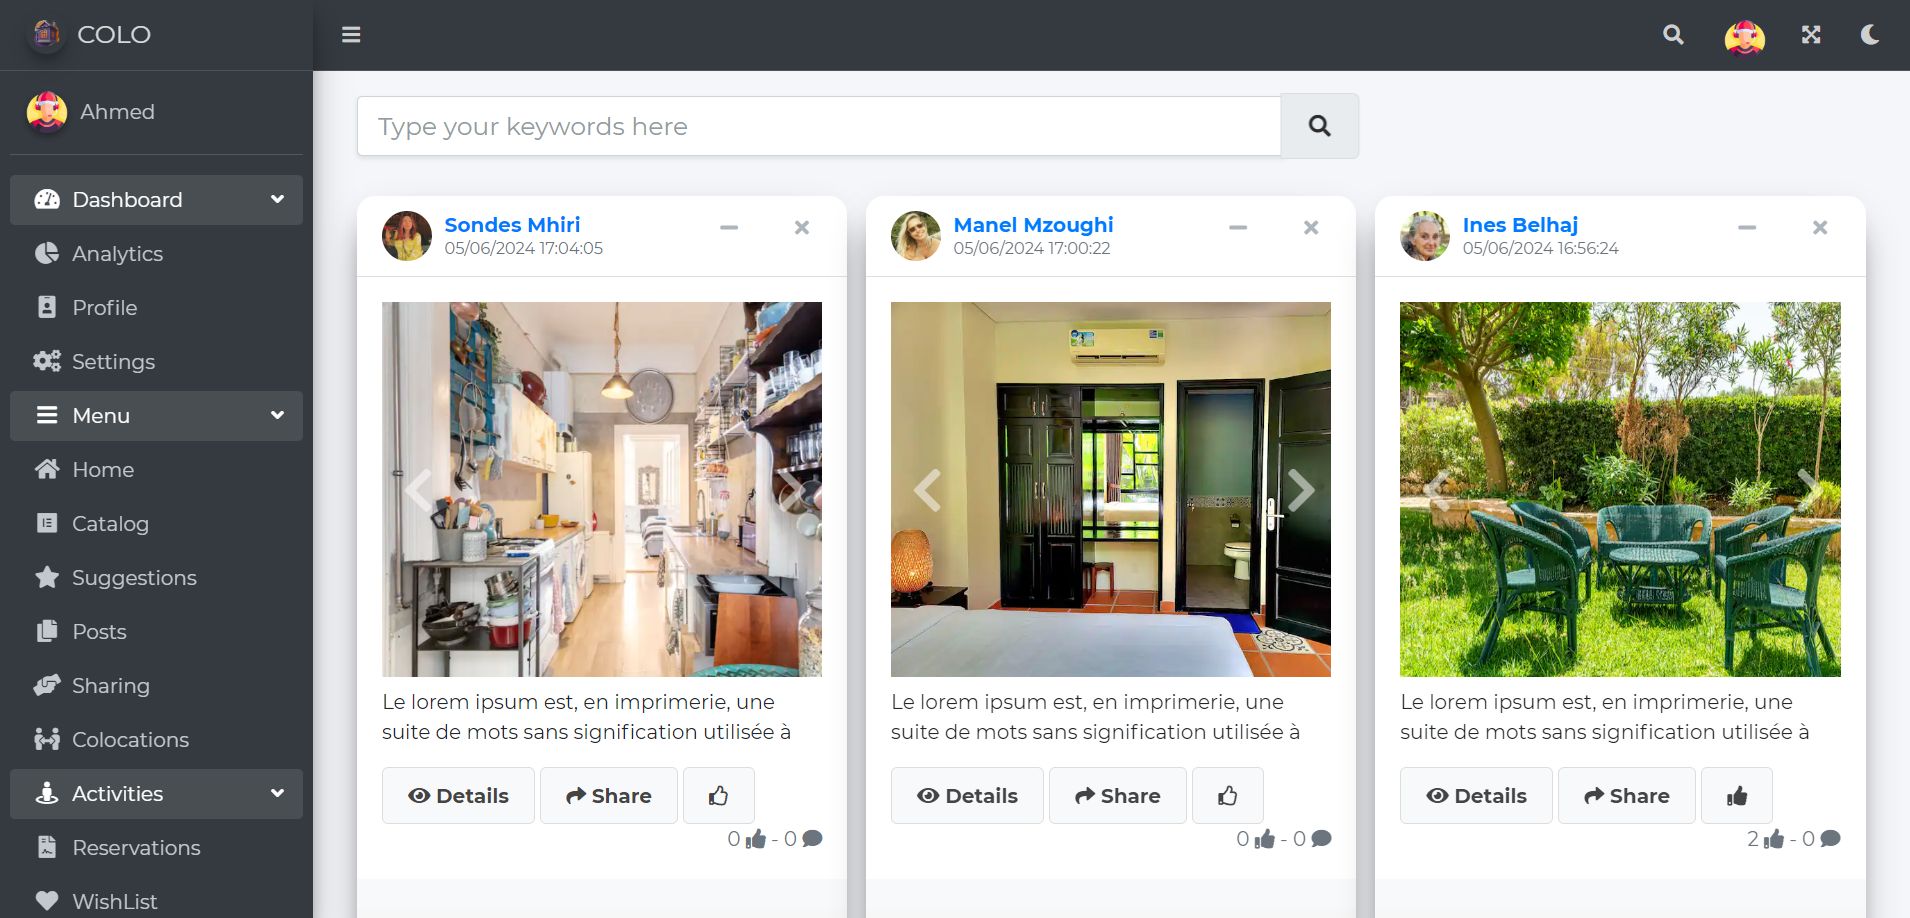 COLO
Ahmed
Dashboard
Analytics
Profile
Settings
Menu
Home
Catalog
Suggestions
Posts
Sharing
Colocations
Activities
Reservations
WishList
Type your keywords here
Sondes Mhiri
05/06/2024 17:04:05
Le lorem ipsum est, en imprimerie, une
suite de mots sans signification utilisée à
Details Share
0 - 0
Manel Mzoughi
05/06/2024 17:00:22
Le lorem ipsum est, en imprimerie, une
suite de mots sans signification utilisée à
Details Share
0 - 0
Ines Belhaj
05/06/2024 16:56:24
Le lorem ipsum est, en imprimerie, une
suite de mots sans signification utilisée à
Details Share
2 - 0